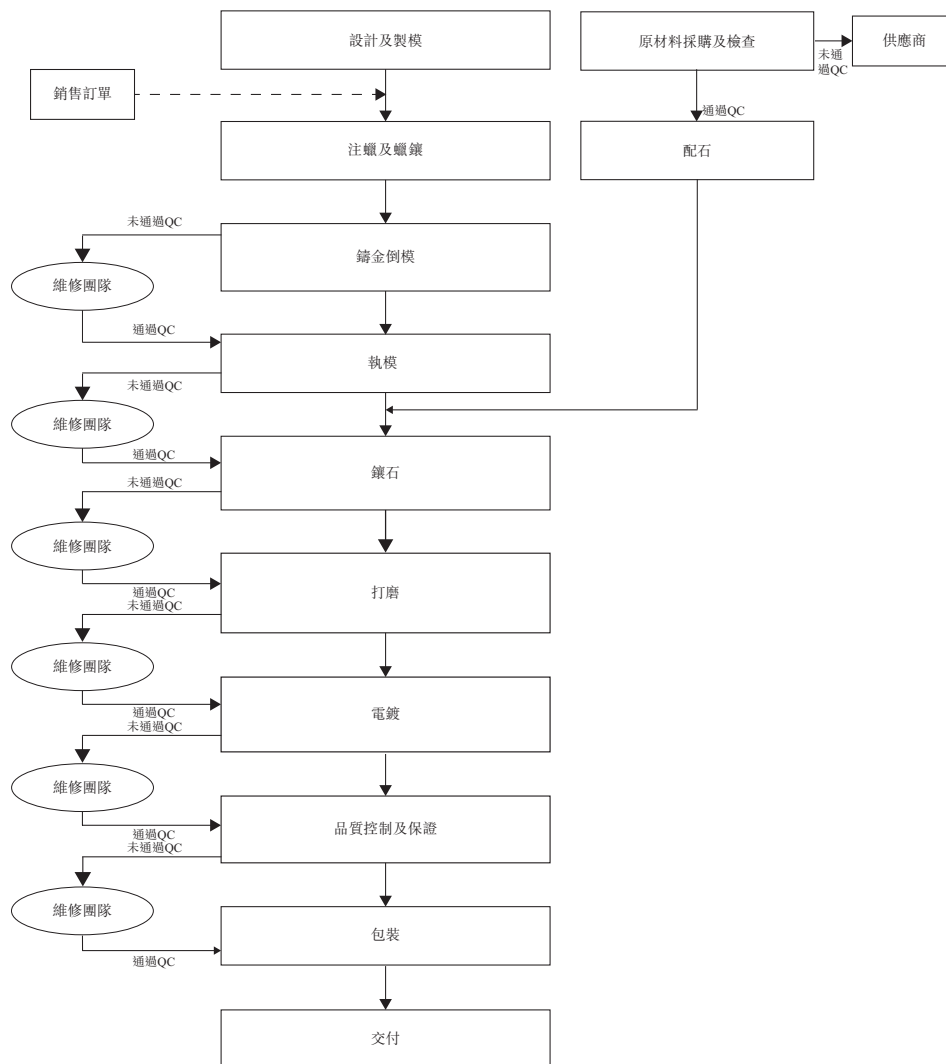 設計及製模
原材料採購及檢查
供應商
未通
過QC
銷售訂單
通過QC
注蠟及蠟鑲
配石
未通過QC
鑄金倒模
維修團隊
通過QC
執模
未通過QC
維修團隊
通過QC
鑲石
未通過QC
維修團隊
通過QC
打磨
未通過QC
維修團隊
通過QC
電鍍
未通過QC
維修團隊
品質控制及保證
通過QC
未通過QC
維修團隊
包裝
通過QC
交付